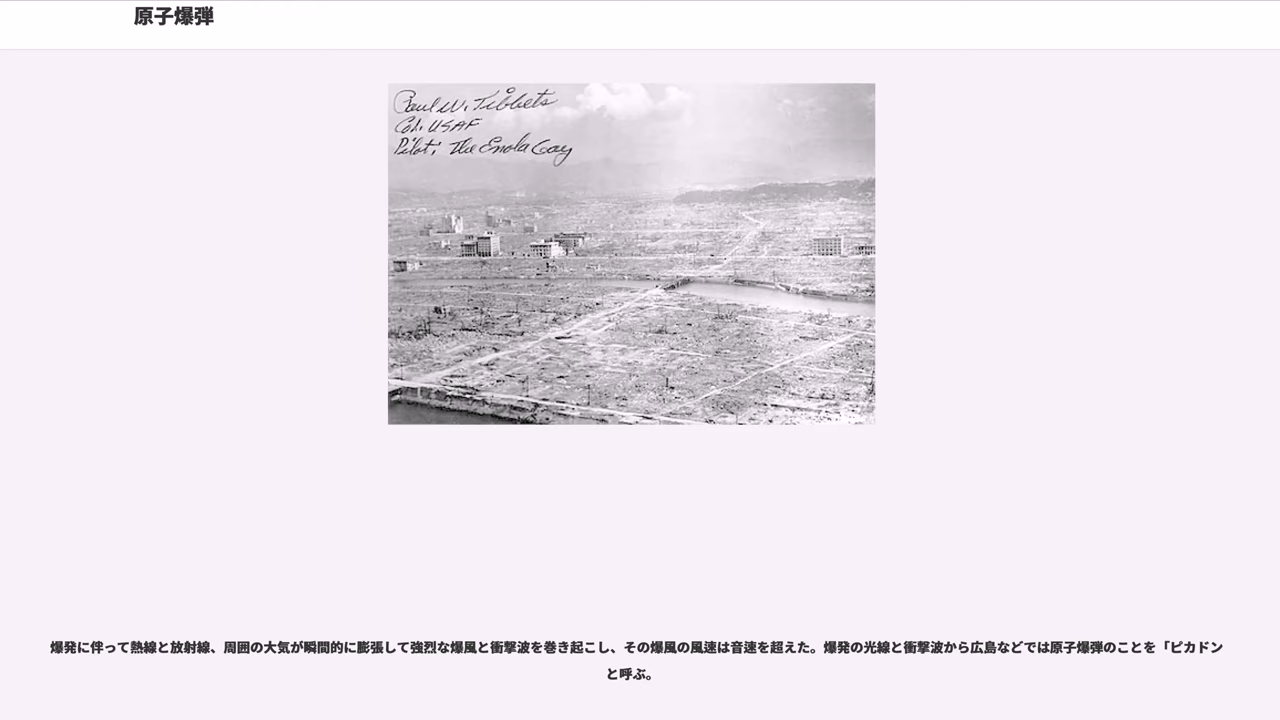 原子爆弾
Paul W. Tibbets
Col. USAF
Pilot: The Enola Gay
爆発に伴って熱線と放射線、周囲の大気が瞬間的に膨張して強烈な爆風と衝撃波を巻き起こし、その爆風の風速は音速を超えた。爆発の光線と衝撃波から広島などでは原子爆弾のことを「ピカドン
と呼ぶ。